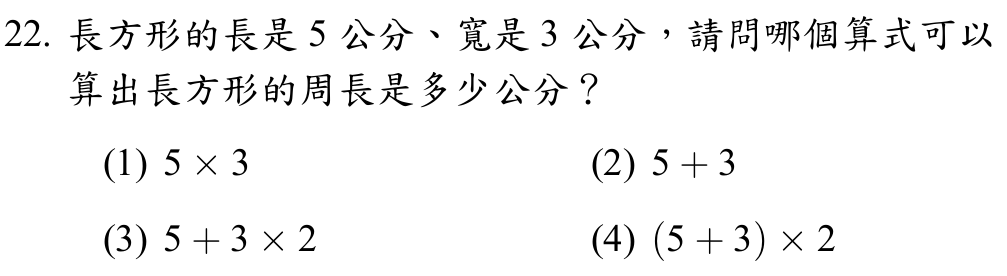 22. 長方形的長是 5 公分、寬是 3 公分，請問哪個算式可以
算出長方形的周長是多少公分？
(1) 5 × 3 (2) 5 + 3
(3) 5 + 3 × 2 (4) (5 + 3) × 2